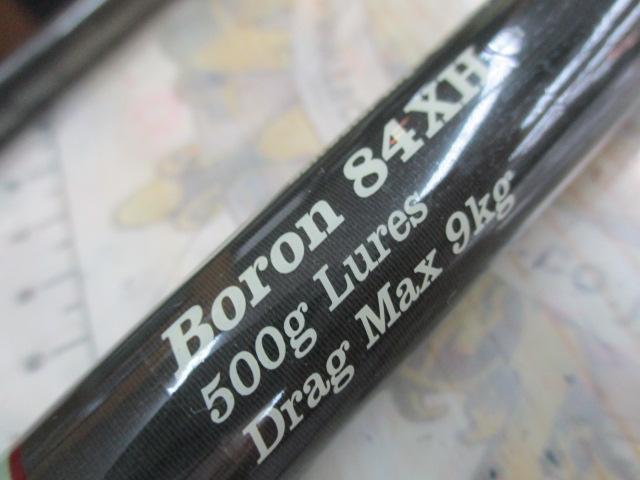 Boron 84XH
500g Lures
Drag Max 9kg